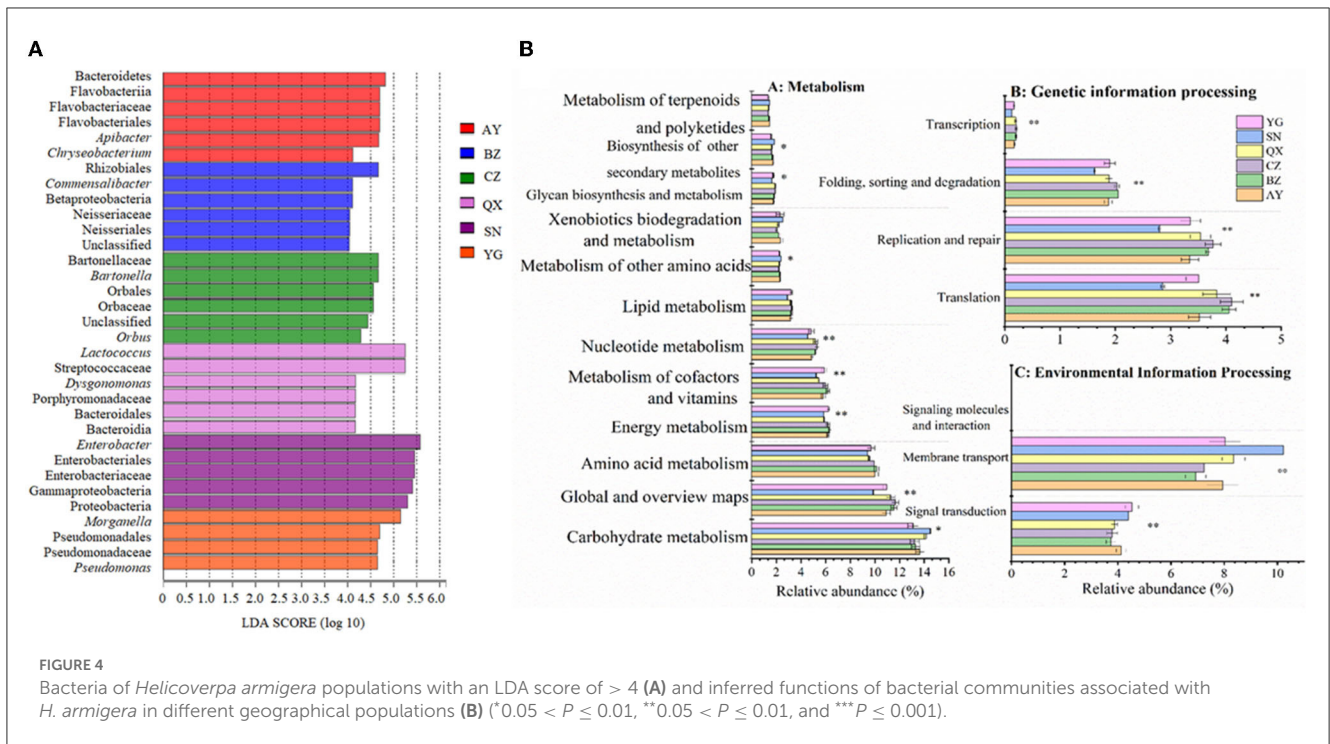 A
Bacteroidetes
Flavobacteriia
Flavobacteriaceae
Flavobacteriales
Apibacter
Chryseobacterium
Rhizobiales
Commensalibacter
Betaproteobacteria
Neisseriaceae
Neisseriales
Unclassified
Bartonellaceae
Bartonella
Orbales
Orbaceae
Unclassified
Orbus
Lactococcus
Streptococcaceae
Dysgonomonas
Porphyromonadaceae
Bacteroidales
Bacteroidia
Enterobacter
Enterobacteriales
Enterobacteriaceae
Gammaproteobacteria
Proteobacteria
Morganella
Pseudomonadales
Pseudomonadaceae
Pseudomonas
0 0.5 1.0 1.5 2.0 2.5 3.0 3.5 4.0 4.5 5.0 5.5 6.0
LDA SCORE (log 10)
AY
BZ
CZ
QX
SN
YG
B
A: Metabolism
Metabolism of terpenoids
and polyketides
Biosynthesis of other
*
secondary metabolites
*
Glycan biosynthesis and metabolism
Xenobiotics biodegradation
and metabolism
Metabolism of other amino acids
*
Lipid metabolism
Nucleotide metabolism
**
Metabolism of cofactors
**
and vitamins
Energy metabolism
**
Amino acid metabolism
Global and overview maps
**
Carbohydrate metabolism
*
0 2 4 6 8 10 12 14 16
Relative abundance (%)
B: Genetic information processing
Transcription
**
Folding, sorting and degradation
**
Replication and repair
**
Translation
**
YG
SN
QX
CZ
BZ
AY
0 1 2 3 4 5
C: Environmental Information Processing
Signaling molecules
and interaction
Membrane transport
**
Signal transduction
**
0 2 4 6 8 10
Relative abundance (%)
FIGURE 4
Bacteria of Helicoverpa armigera populations with an LDA score of > 4 (A) and inferred functions of bacterial communities associated with
H. armigera in different geographical populations (B) (*0.05 < P ≤ 0.01, **0.05 < P ≤ 0.01, and ***P ≤ 0.001).